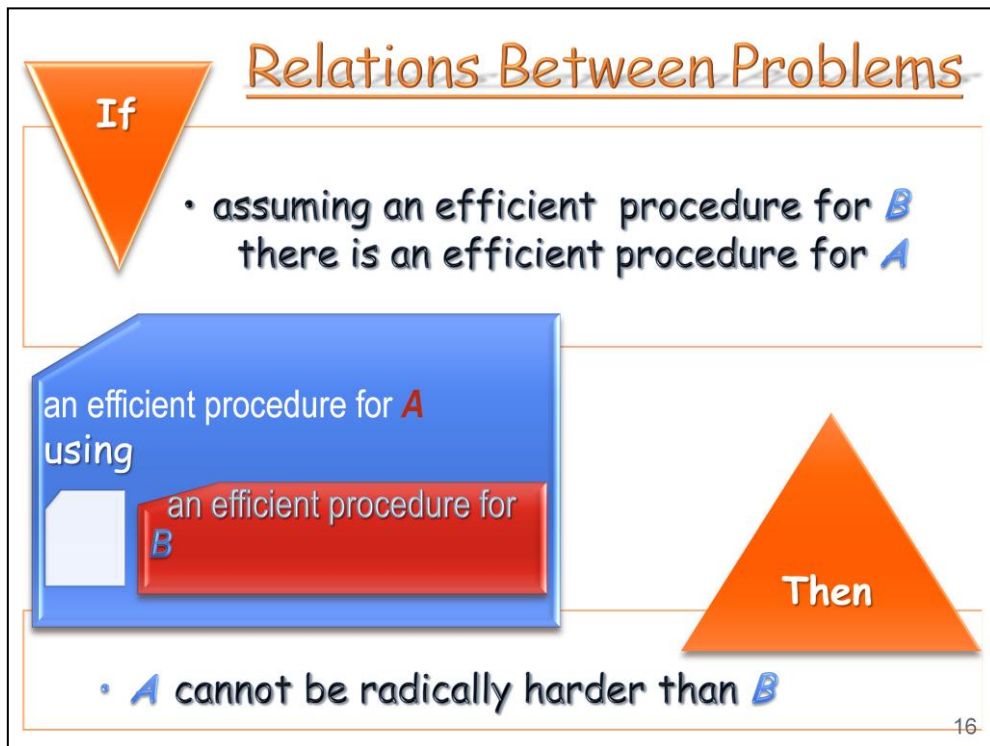 Relations Between Problems
If
• assuming an efficient procedure for B
there is an efficient procedure for A
an efficient procedure for A
using
an efficient procedure for
B
Then
• A cannot be radically harder than B
16